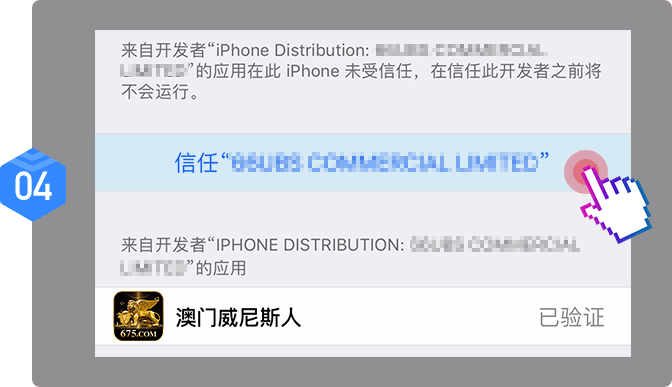 来自开发者“iPhone Distribution:
”的应用在此 iPhone 未受信任，在信任此开发者之前将
不会运行。
信任“ COMMERCIAL LIMITED”
04
来自开发者“IPHONE DISTRIBUTION:
”的应用
675.COM
澳门威尼斯人 已验证